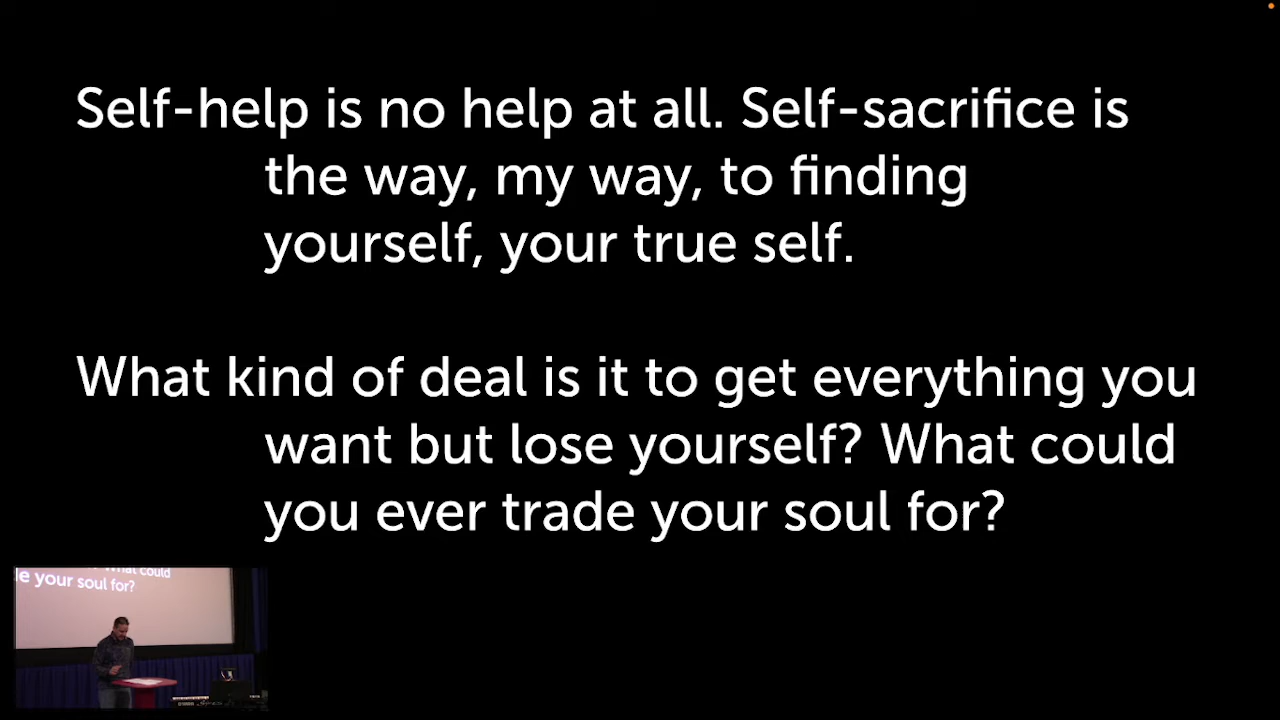 Self-help is no help at all. Self-sacrifice is
the way, my way, to finding
yourself, your true self.
What kind of deal is it to get everything you
want but lose yourself? What could
you ever trade your soul for?
What could
e your soul for?